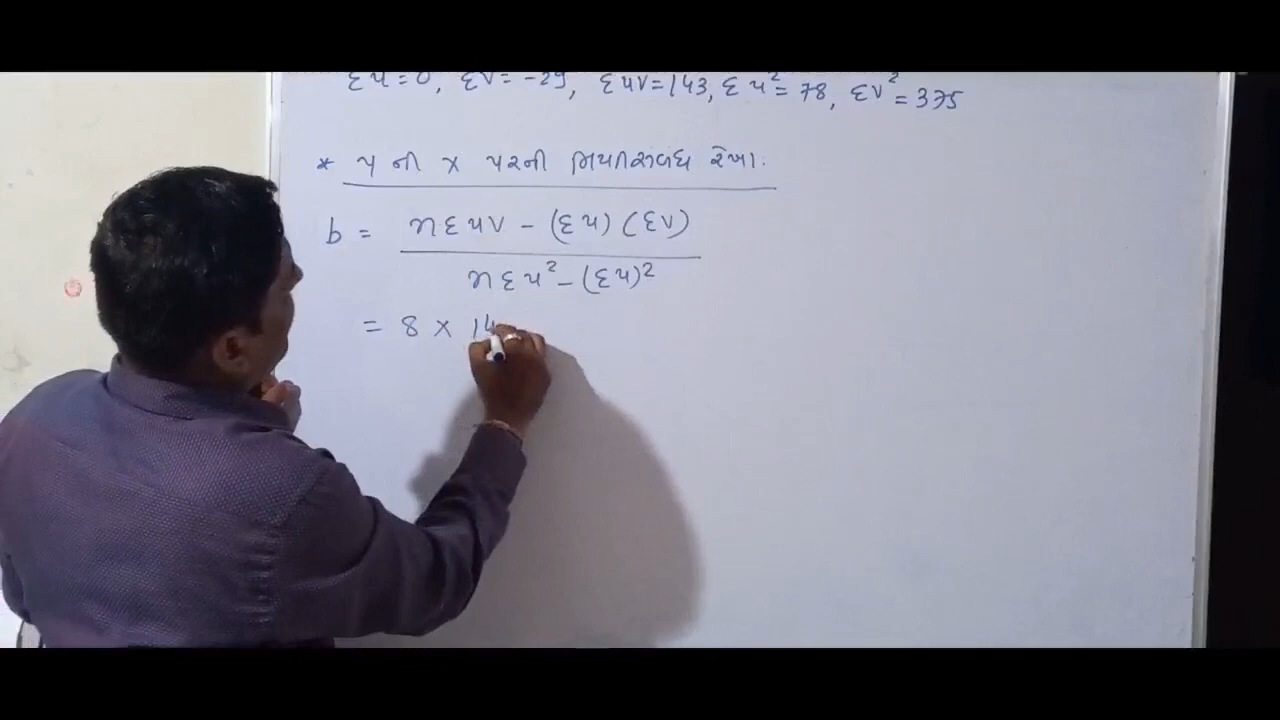 Σu = 0, Σv = -29, Σuv = 143, Σu² = 78, Σv² = 375
* y ની x પરની નિયતસંબંધ રેખા.
b = nΣuv - (Σu) (Σv)
nΣu² - (Σu)²
= 8 × 14